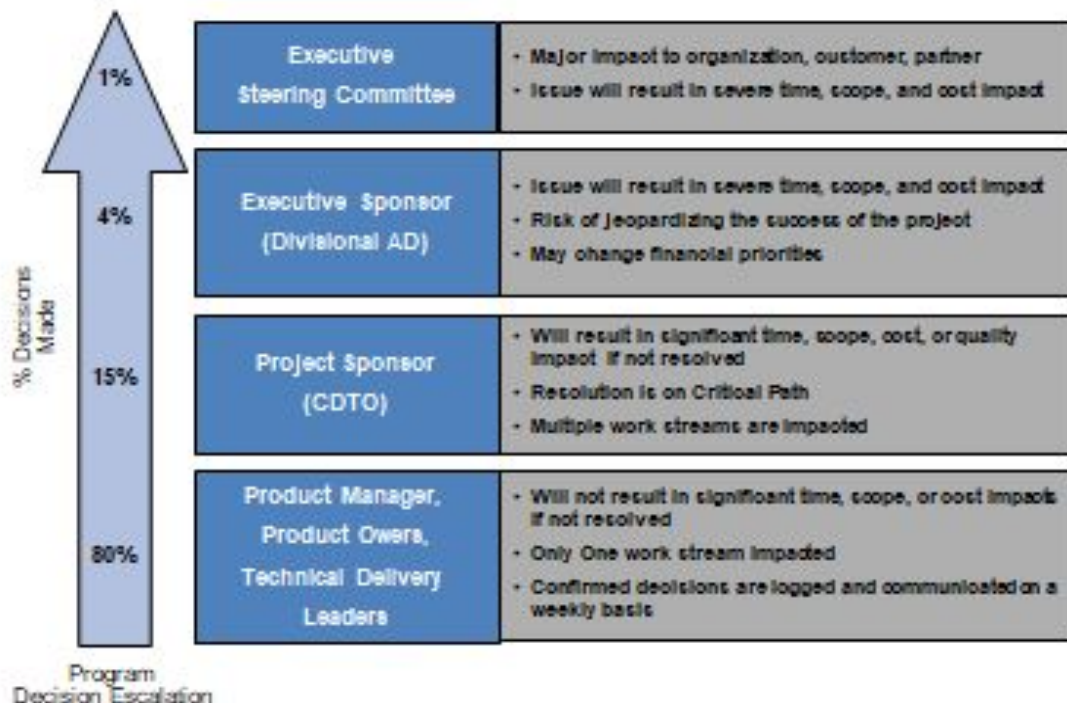 1%
Executive
Steering Committee
• Major impact to organization, customer, partner
• Issue will result in severe time, scope, and cost impact
4%
Executive Sponsor
(Divisional AD)
• Issue will result in severe time, scope, and cost impact
• Risk of jeopardizing the success of the project
• May change financial priorities
% Decisions
Made
15%
Project Sponsor
(CDTO)
• Will result in significant time, scope, cost, or quality
impact if not resolved
• Resolution is on Critical Path
• Multiple work streams are impacted
80%
Product Manager,
Product Owers,
Technical Delivery
Leaders
• Will not result in significant time, scope, or cost impacts
if not resolved
• Only One work stream impacted
• Confirmed decisions are logged and communicated on a
weekly basis
Program
Decision Escalation